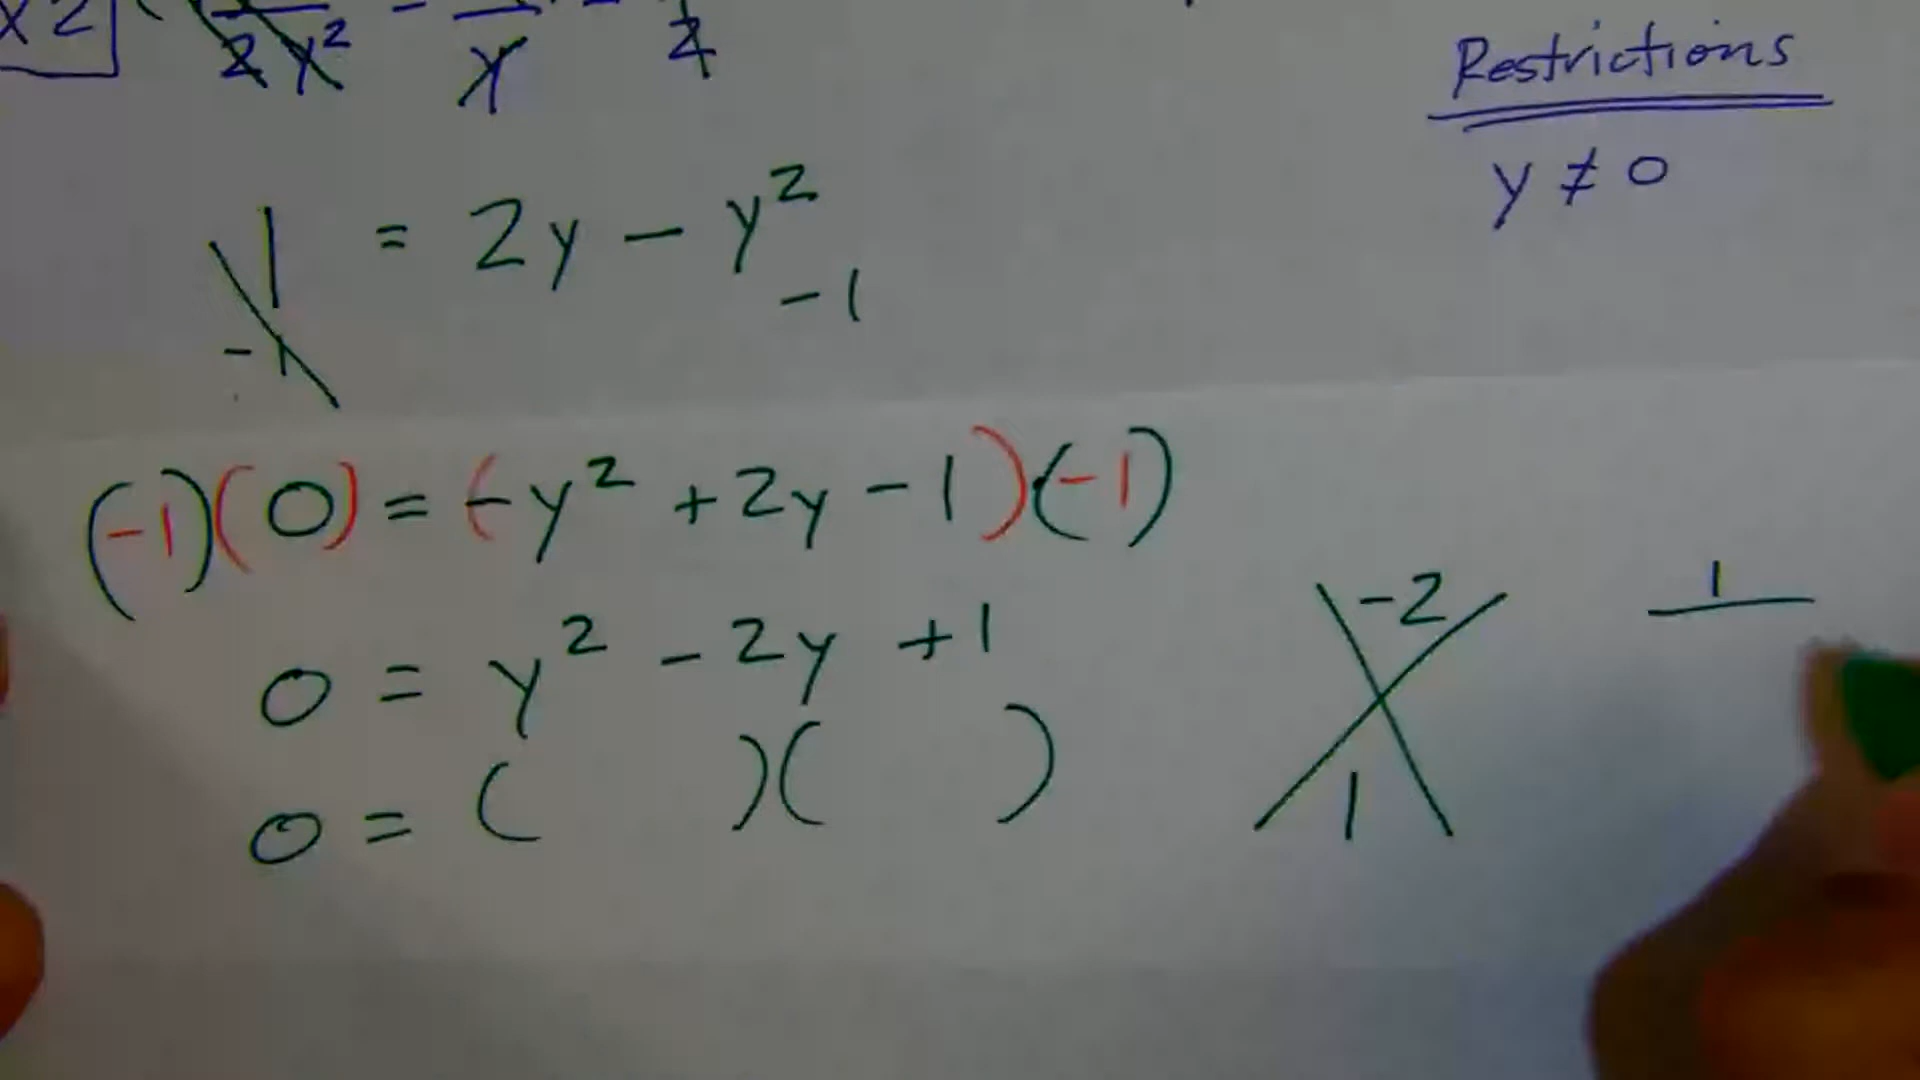 Restrictions
y ≠ 0
1 = 2y - y²
-1 -1
(-1)(0) = (-y² +2y - 1)(-1)
0 = y² - 2y +1
0 = ( )( )
-2
1
1